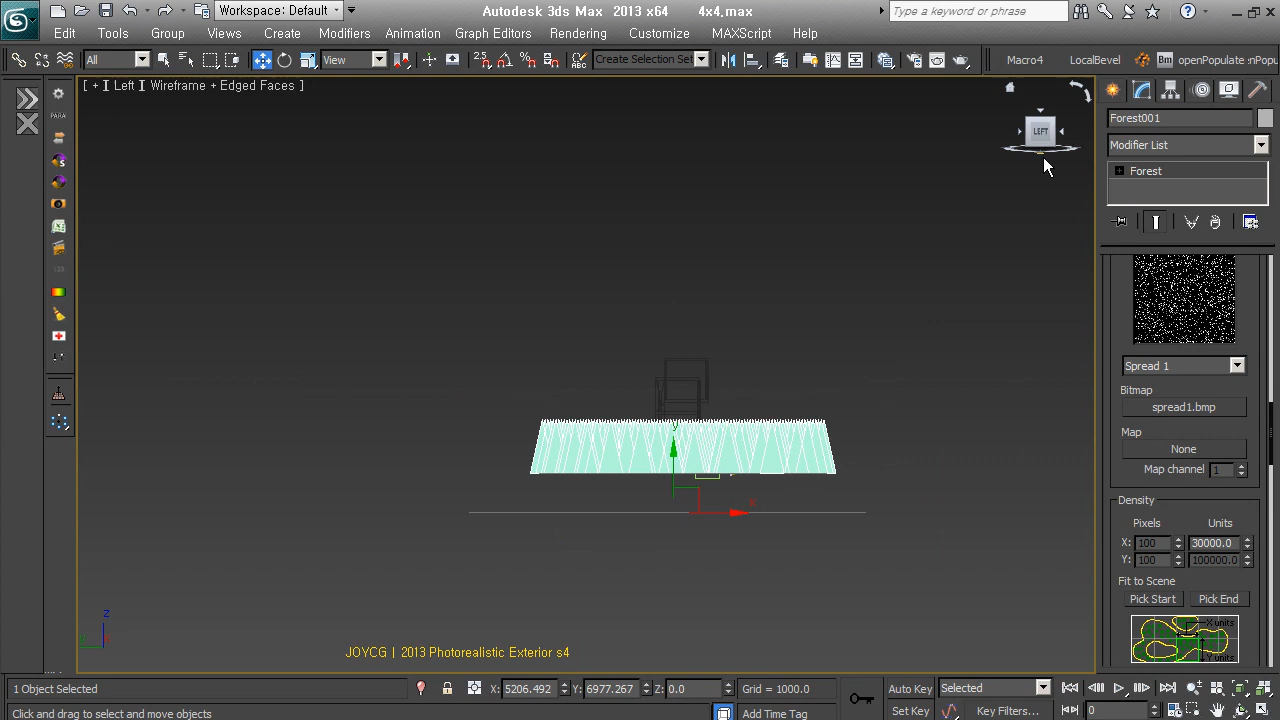 Workspace: Default
Autodesk 3ds Max 2013 x64 4x4.max
Type a keyword or phrase
Edit Tools Group Views Create Modifiers Animation Graph Editors Rendering Customize MAXScript Help
All View Create Selection Set Macro4 LocalBevel Bm openPopulate nPopu
[ + ] Left ] Wireframe + Edged Faces ]
LEFT
PARA
Forest001
Modifier List
Forest
Spread 1
Bitmap
spread1.bmp
Map
None
Map channel 1
Density
Pixels Units
X: 100 30000.0
Y: 100 100000.0
Fit to Scene
Pick Start Pick End
X units
Y units
y
x
z
JOYCG | 2013 Photorealistic Exterior s4
1 Object Selected X: 5206.492 Y: 6977.267 Z: 0.0 Grid = 1000.0 Auto Key Selected
Click and drag to select and move objects Add Time Tag Set Key Key Filters... 0